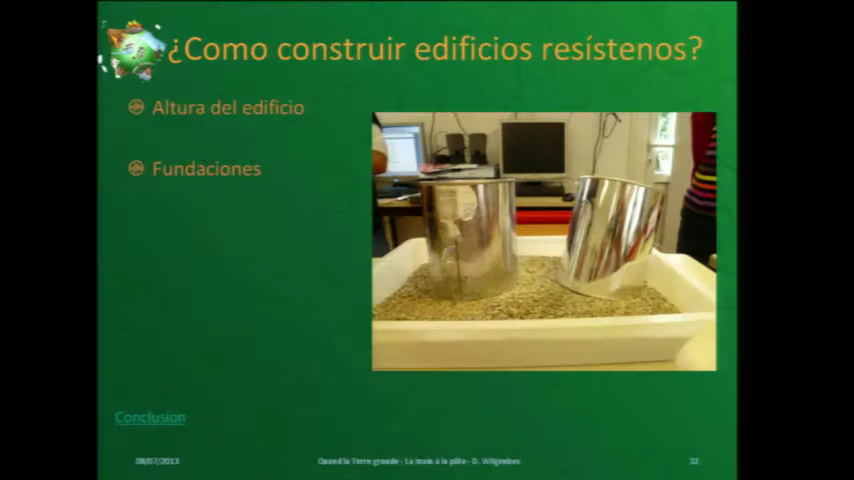 ¿Como construir edificios resístenos?
Altura del edificio
Fundaciones
Conclusion
08/07/2013
Quand la Terre gronde - La main à la pâte - D. Wilgenbus
32